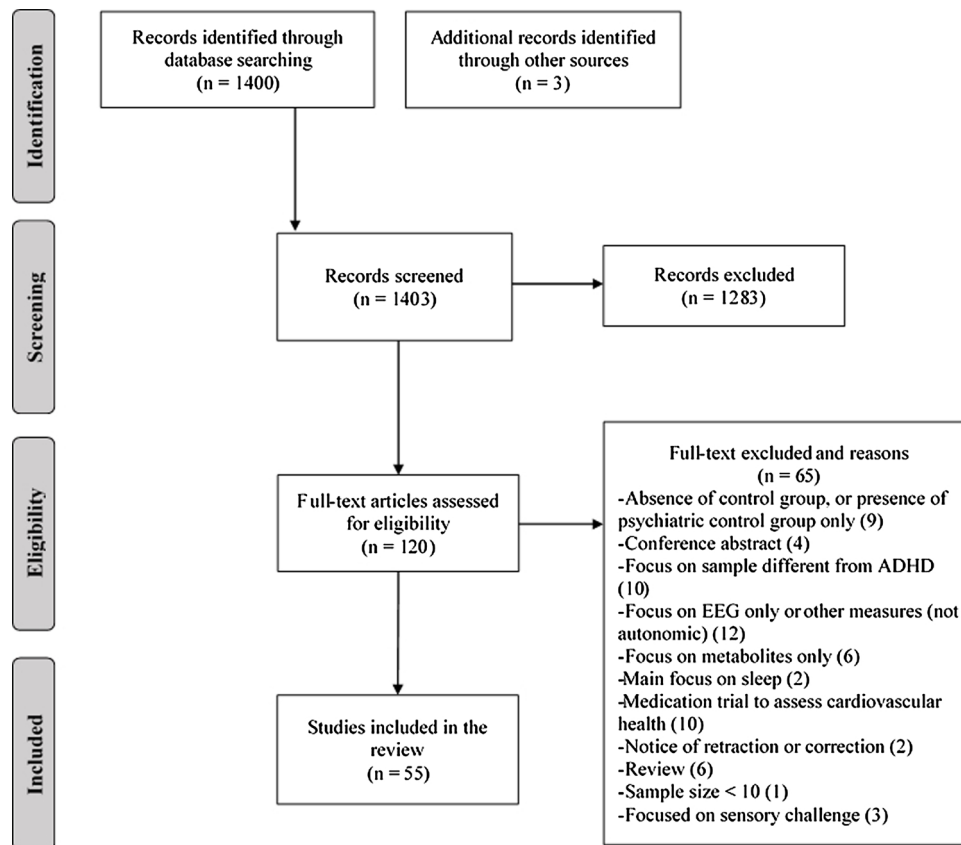 Identification
Records identified through
database searching
(n = 1400)
Additional records identified
through other sources
(n = 3)
Screening
Records screened
(n = 1403)
Records excluded
(n = 1283)
Eligibility
Full-text articles assessed
for eligibility
(n = 120)
Full-text excluded and reasons
(n = 65)
-Absence of control group, or presence of
psychiatric control group only (9)
-Conference abstract (4)
-Focus on sample different from ADHD
(10)
-Focus on EEG only or other measures (not
autonomic) (12)
-Focus on metabolites only (6)
-Main focus on sleep (2)
-Medication trial to assess cardiovascular
health (10)
-Notice of retraction or correction (2)
-Review (6)
-Sample size < 10 (1)
-Focused on sensory challenge (3)
Included
Studies included in the
review
(n = 55)